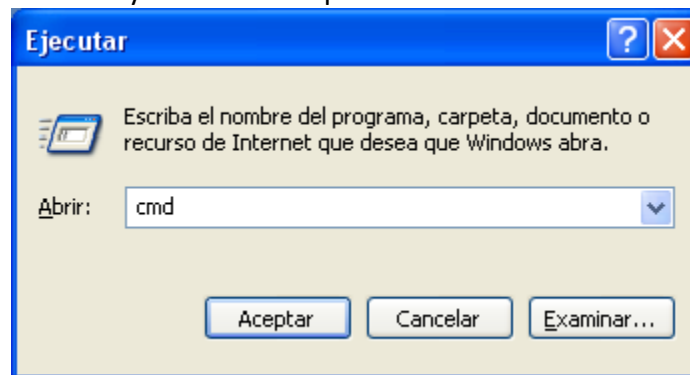 Ejecutar
Escriba el nombre del programa, carpeta, documento o
recurso de Internet que desea que Windows abra.
Abrir:
cmd
Aceptar
Cancelar
Examinar...